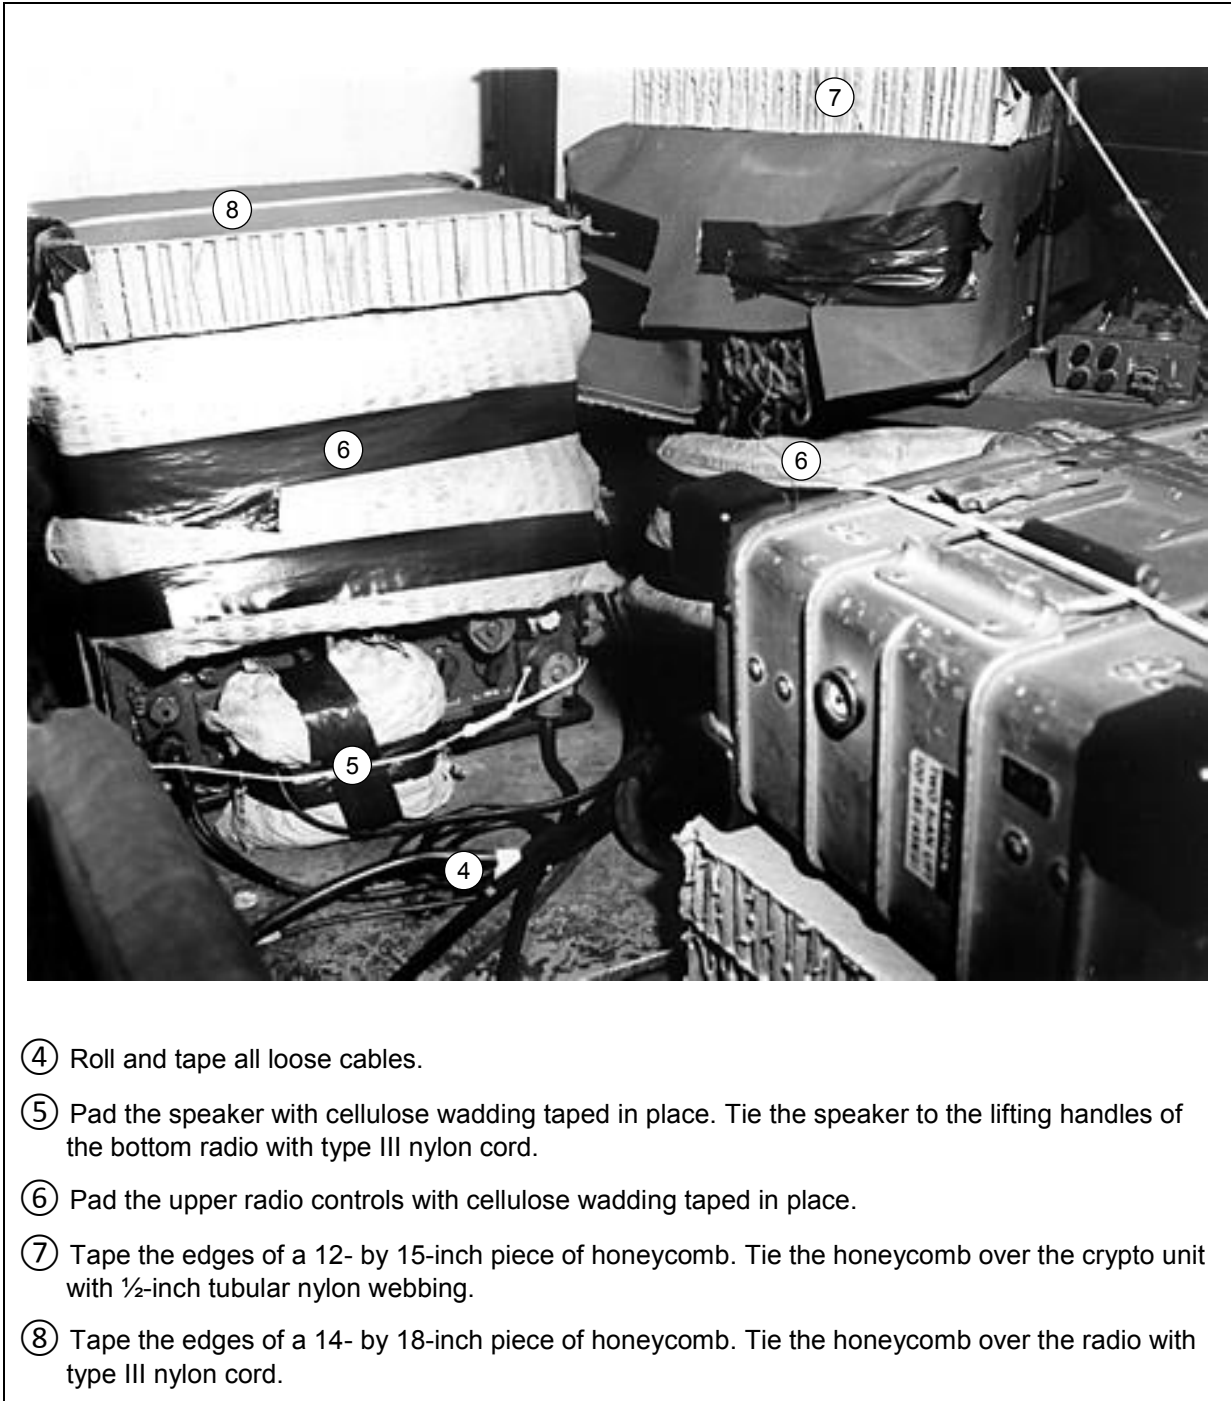 7
8
6
6
5
4
CAUTION
④ Roll and tape all loose cables.
⑤ Pad the speaker with cellulose wadding taped in place. Tie the speaker to the lifting handles of
the bottom radio with type III nylon cord.
⑥ Pad the upper radio controls with cellulose wadding taped in place.
⑦ Tape the edges of a 12- by 15-inch piece of honeycomb. Tie the honeycomb over the crypto unit
with ½-inch tubular nylon webbing.
⑧ Tape the edges of a 14- by 18-inch piece of honeycomb. Tie the honeycomb over the radio with
type III nylon cord.